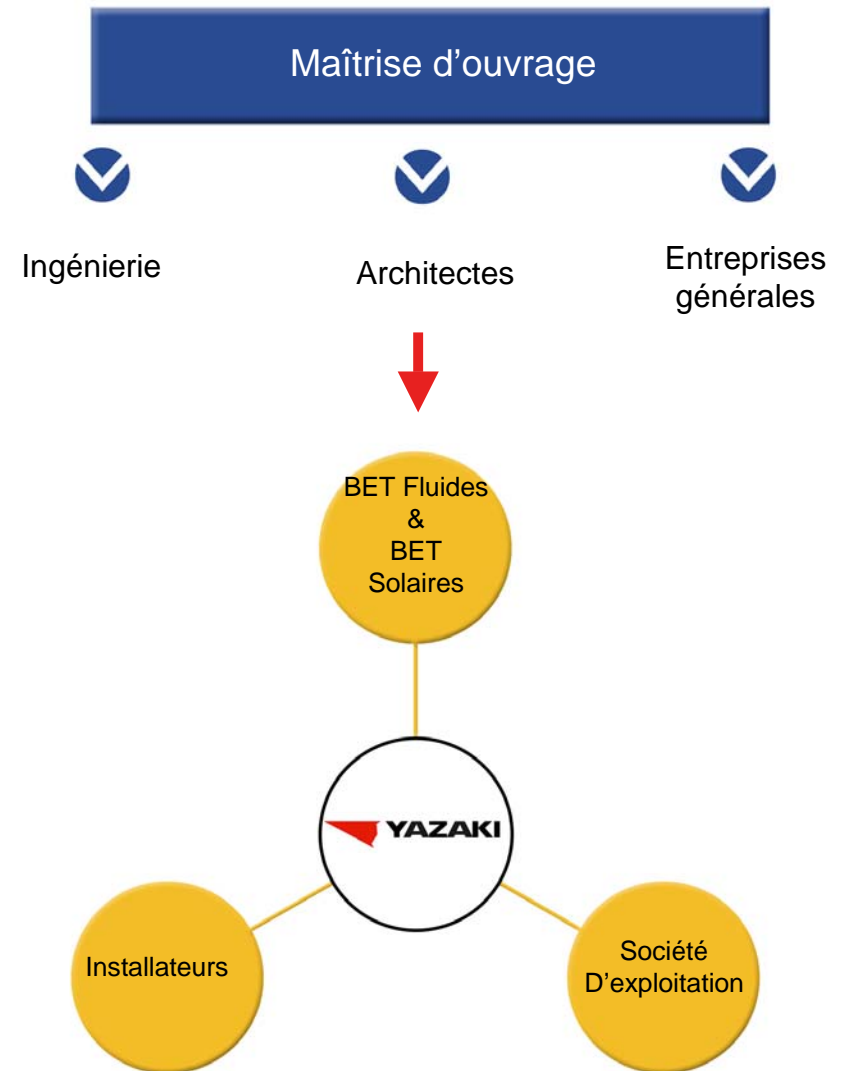 Maîtrise d’ouvrage
Ingénierie
Architectes
Entreprises
générales
BET Fluides
&
BET
Solaires
YAZAKI
Installateurs
Société
D’exploitation